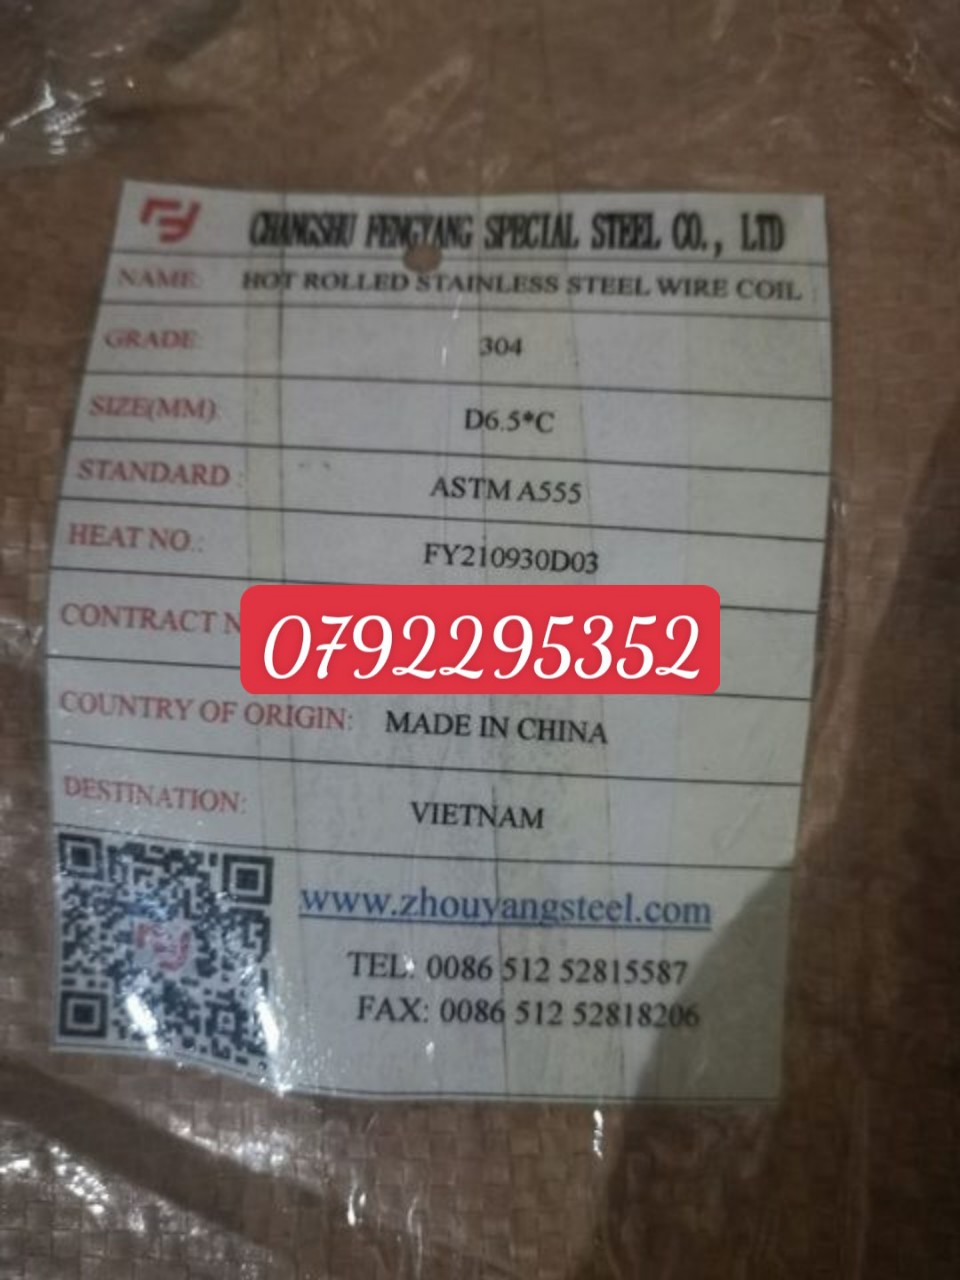 CHANGSHU FENGYANG SPECIAL STEEL CO., LTD
NAME: HOT ROLLED STAINLESS STEEL WIRE COIL
GRADE: 304
SIZE(MM): D6.5*C
STANDARD : ASTM A555
HEAT NO.: FY210930D03
CONTRACT N
0792295352
COUNTRY OF ORIGIN: MADE IN CHINA
DESTINATION: VIETNAM
www.zhouyangsteel.com
TEL: 0086 512 52815587
FAX: 0086 512 52818206